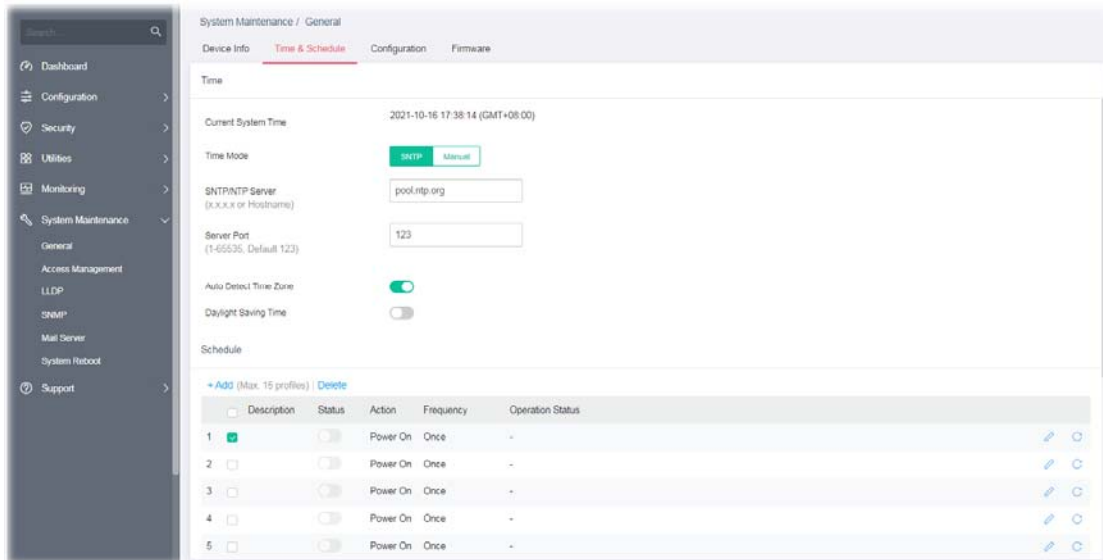 Search...
Dashboard
Configuration
Security
Utilities
Monitoring
System Maintenance
General
Access Management
LLDP
SNMP
Mail Server
System Reboot
Support
System Maintenance / General
Device Info Time & Schedule Configuration Firmware
Time
Current System Time 2021-10-16 17:38:14 (GMT+08:00)
Time Mode SNTP Manual
SNTP/NTP Server pool.ntp.org
(x.x.x.x or Hostname)
Server Port 123
(1-65535, Default 123)
Auto Detect Time Zone
Daylight Saving Time
Schedule
+Add (Max. 15 profiles) | Delete
Description Status Action Frequency Operation Status
1 Power On Once -
2 Power On Once -
3 Power On Once -
4 Power On Once -
5 Power On Once -